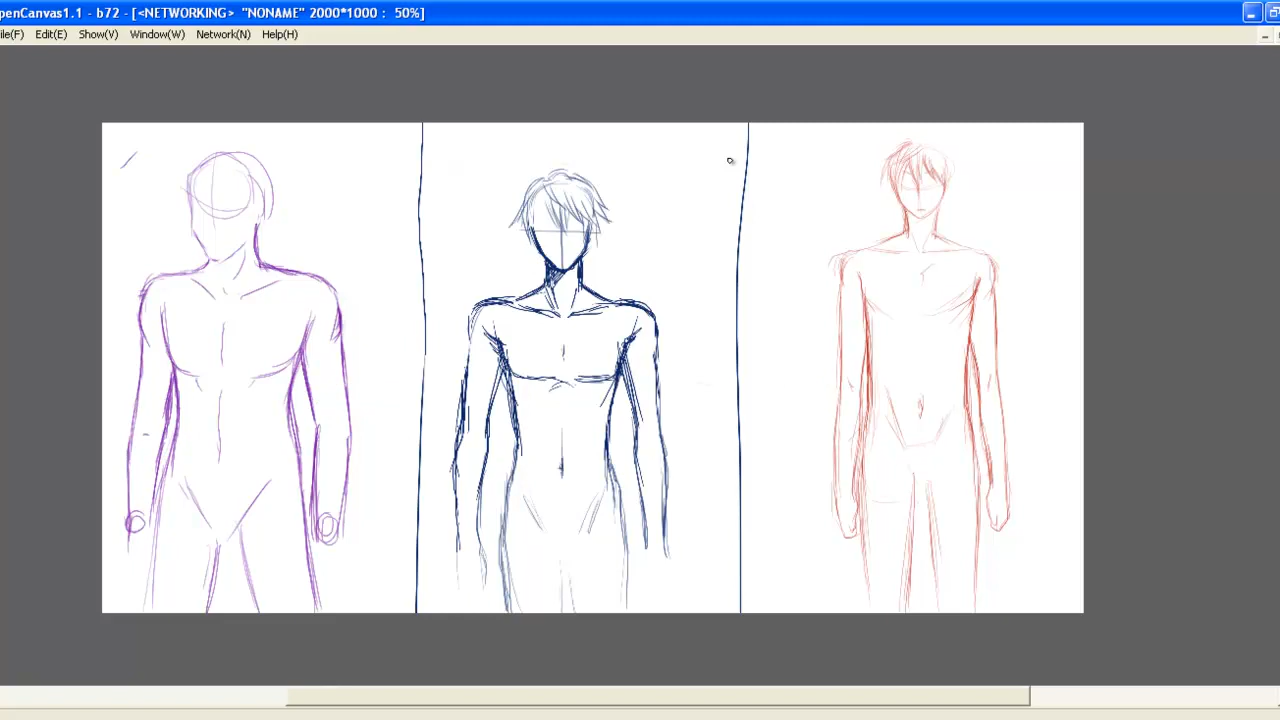 penCanvas1.1 - b72 - [<NETWORKING> "NONAME" 2000*1000 : 50%]
ile(F) Edit(E) Show(V) Window(W) Network(N) Help(H)